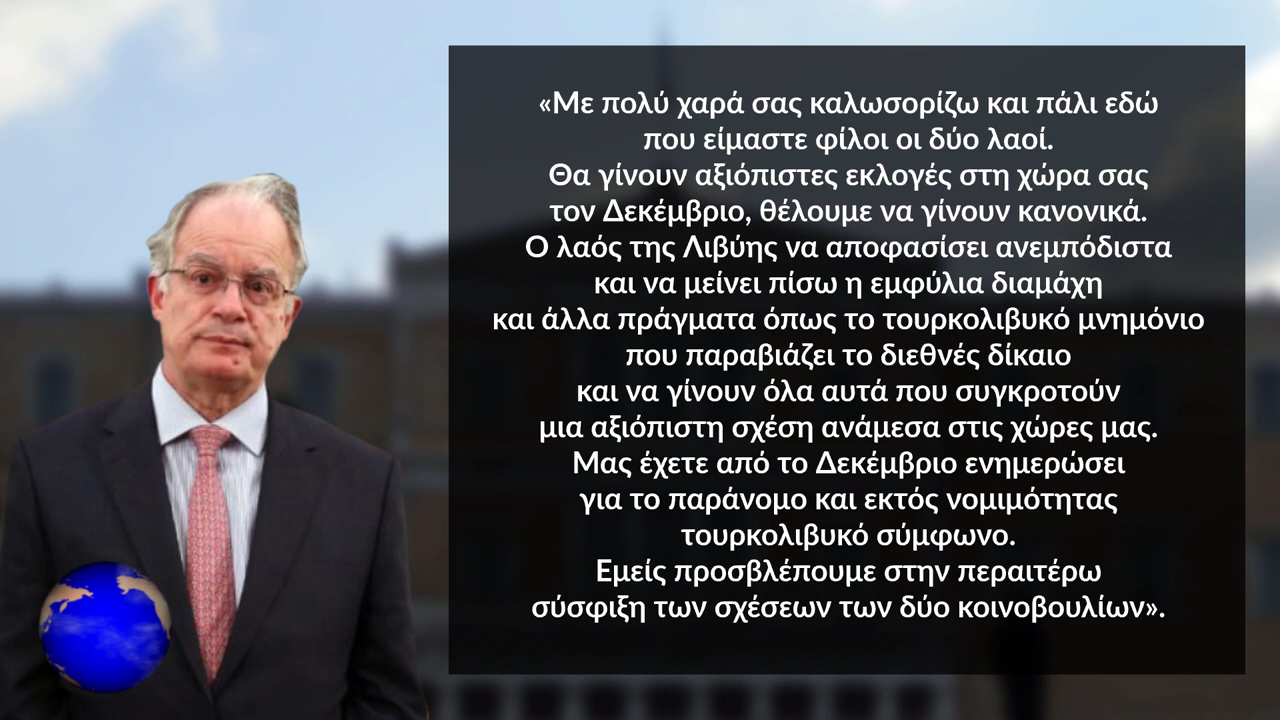 «Με πολύ χαρά σας καλωσορίζω και πάλι εδώ
που είμαστε φίλοι οι δύο λαοί.
Θα γίνουν αξιόπιστες εκλογές στη χώρα σας
τον Δεκέμβριο, θέλουμε να γίνουν κανονικά.
Ο λαός της Λιβύης να αποφασίσει ανεμπόδιστα
και να μείνει πίσω η εμφύλια διαμάχη
και άλλα πράγματα όπως το τουρκολιβυκό μνημόνιο
που παραβιάζει το διεθνές δίκαιο
και να γίνουν όλα αυτά που συγκροτούν
μια αξιόπιστη σχέση ανάμεσα στις χώρες μας.
Μας έχετε από το Δεκέμβριο ενημερώσει
για το παράνομο και εκτός νομιμότητας
τουρκολιβυκό σύμφωνο.
Εμείς προσβλέπουμε στην περαιτέρω
σύσφιξη των σχέσεων των δύο κοινοβουλίων».